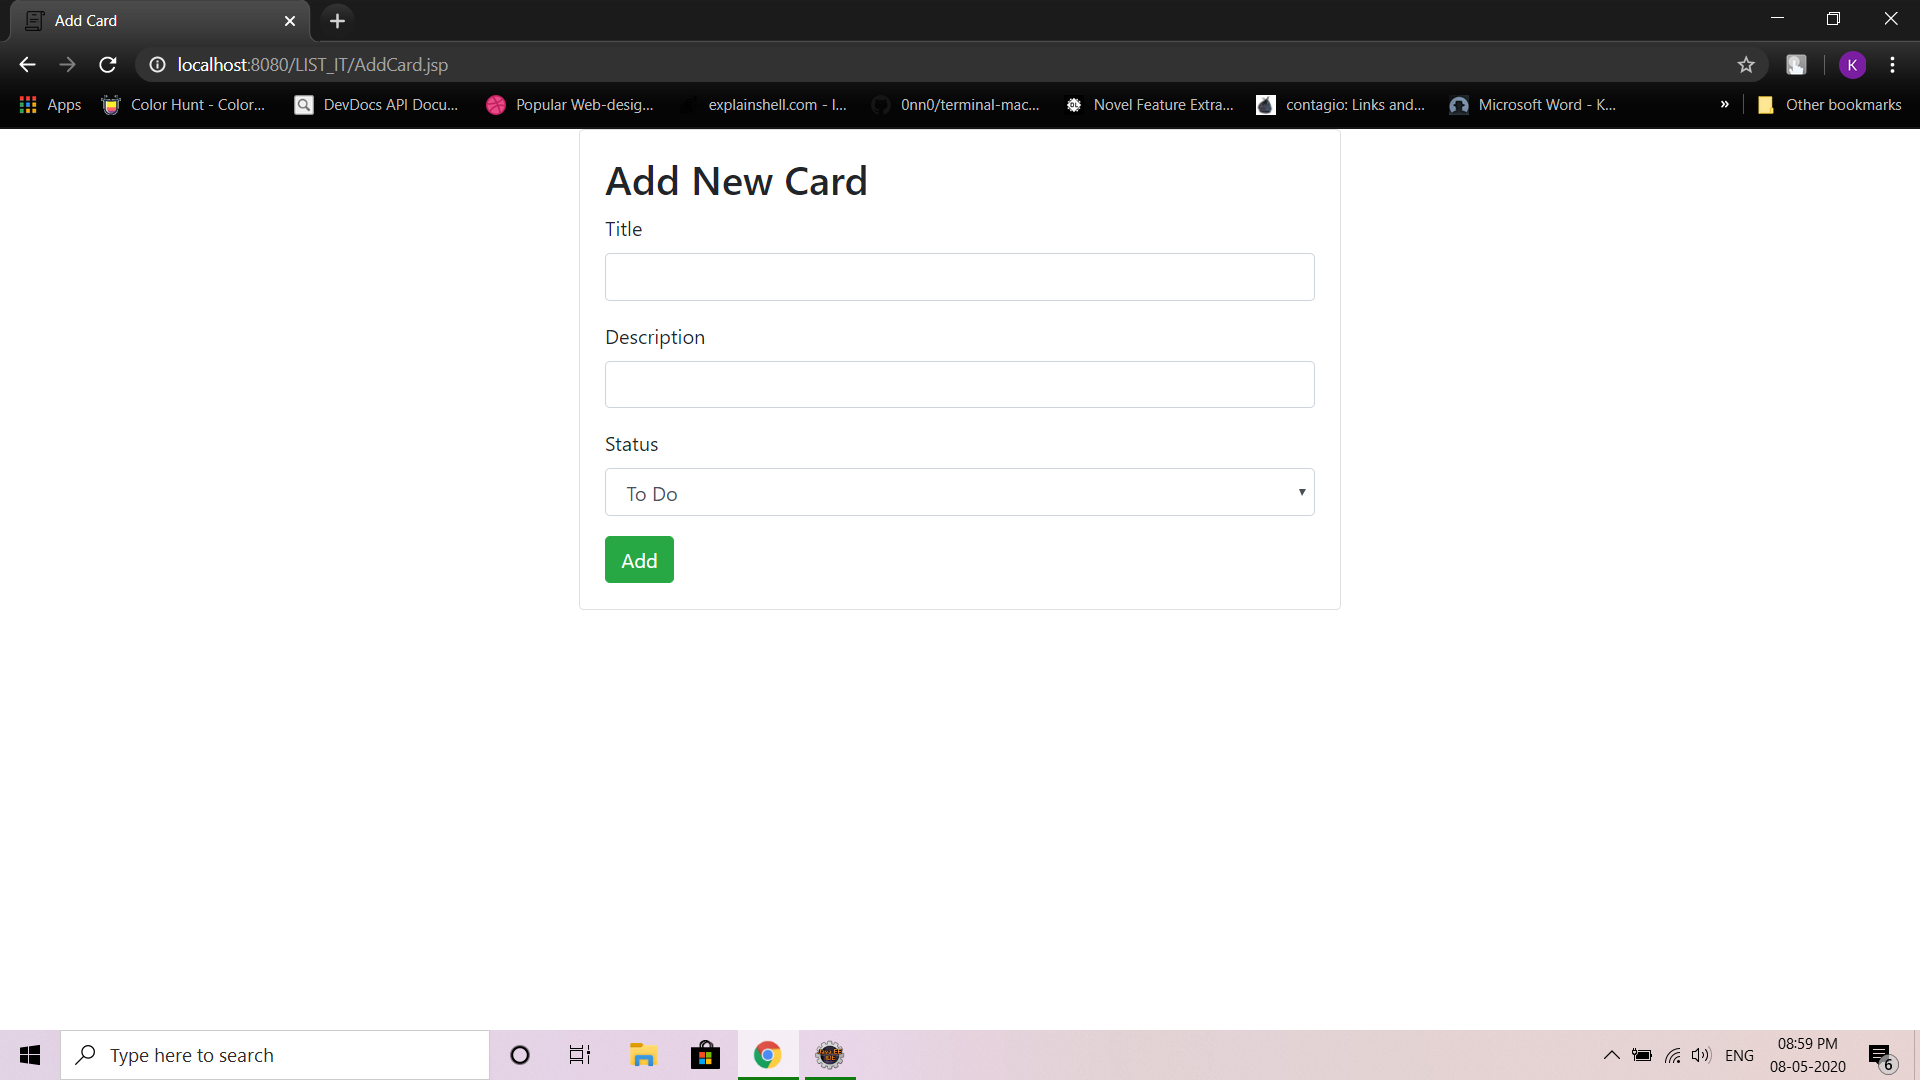 Add Card
localhost:8080/LIST_IT/AddCard.jsp
K
Apps
Color Hunt - Color...
DevDocs API Docu...
Popular Web-desig...
explainshell.com - I...
0nn0/terminal-mac...
Novel Feature Extra...
contagio: Links and...
Microsoft Word - K...
»
Other bookmarks
Add New Card
Title
Description
Status
To Do
Add
Type here to search
ENG
08:59 PM
08-05-2020
6